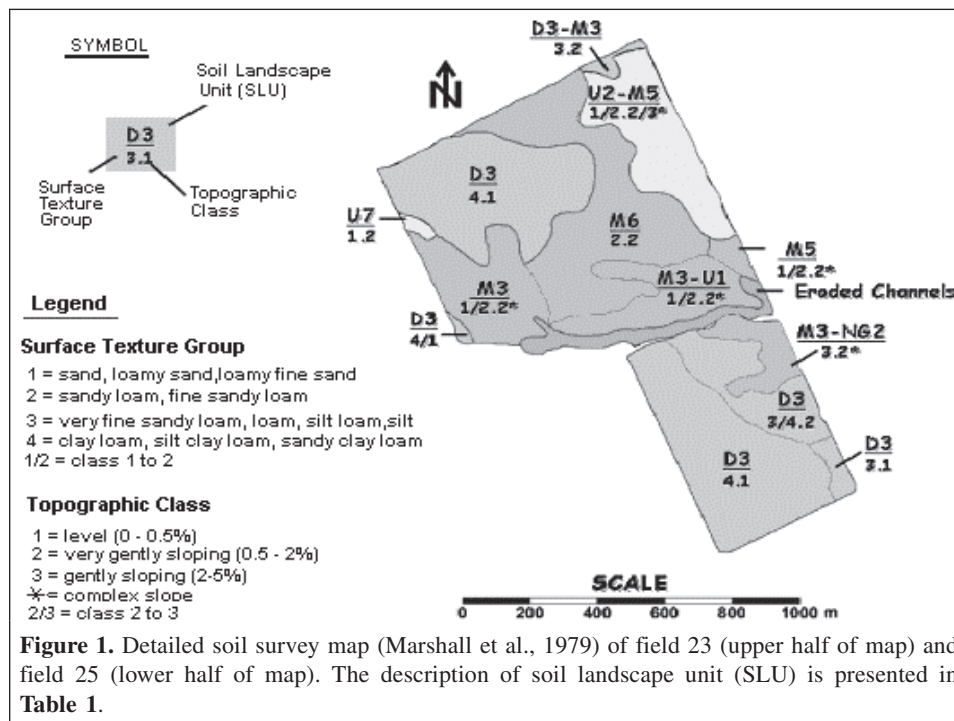 SYMBOL
Soil Landscape
Unit (SLU)
D3
3.1
Surface
Texture
Group
Topographic
Class
Legend
Surface Texture Group
1 = sand, loamy sand,loamy fine sand
2 = sandy loam, fine sandy loam
3 = very fine sandy loam, loam, silt loam,silt
4 = clay loam, silt clay loam, sandy clay loam
1/2 = class 1 to 2
Topographic Class
1 = level (0 - 0.5%)
2 = very gently sloping (0.5 - 2%)
3 = gently sloping (2-5%)
* = complex slope
2/3 = class 2 to 3
N
D3-M3
3.2
U2-M5
1/2.2/3*
D3
4.1
U7
1.2
M6
2.2
M5
1/2.2*
M3
1/2.2*
M3-U1
1/2.2*
Eroded Channels
D3
4/1
M3-NG2
3.2*
D3
3/4.2
D3
3.1
D3
4.1
SCALE
0 200 400 600 800 1000 m
Figure 1. Detailed soil survey map (Marshall et al., 1979) of field 23 (upper half of map) and
field 25 (lower half of map). The description of soil landscape unit (SLU) is presented in
Table 1.